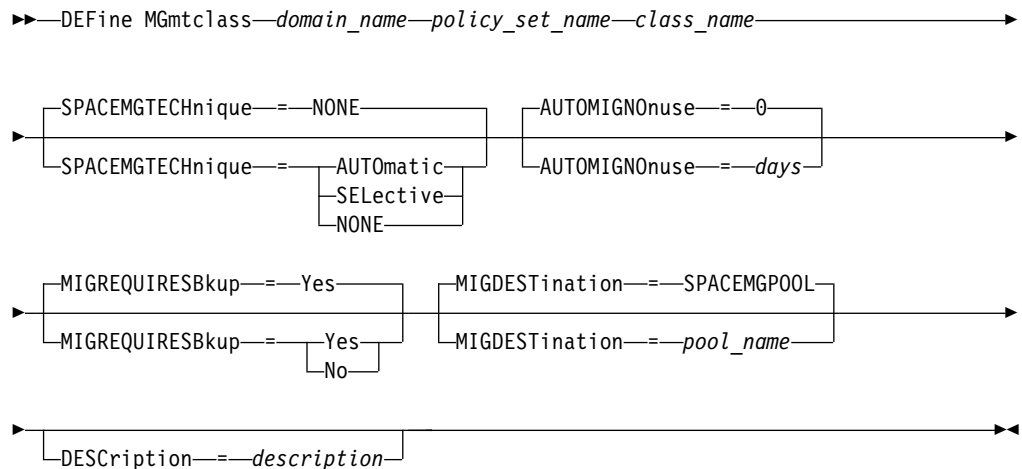 DEFine MGmtclass domain_name policy_set_name class_name
SPACEMGTECHnique = NONE AUTOMIGNOnuse = 0
SPACEMGTECHnique = AUTOmatic AUTOMIGNOnuse = days
SELective
NONE
MIGREQUIRESBkup = Yes MIGDESTination = SPACEMGPOOL
MIGREQUIRESBkup = Yes MIGDESTination = pool_name
No
DESCription = description